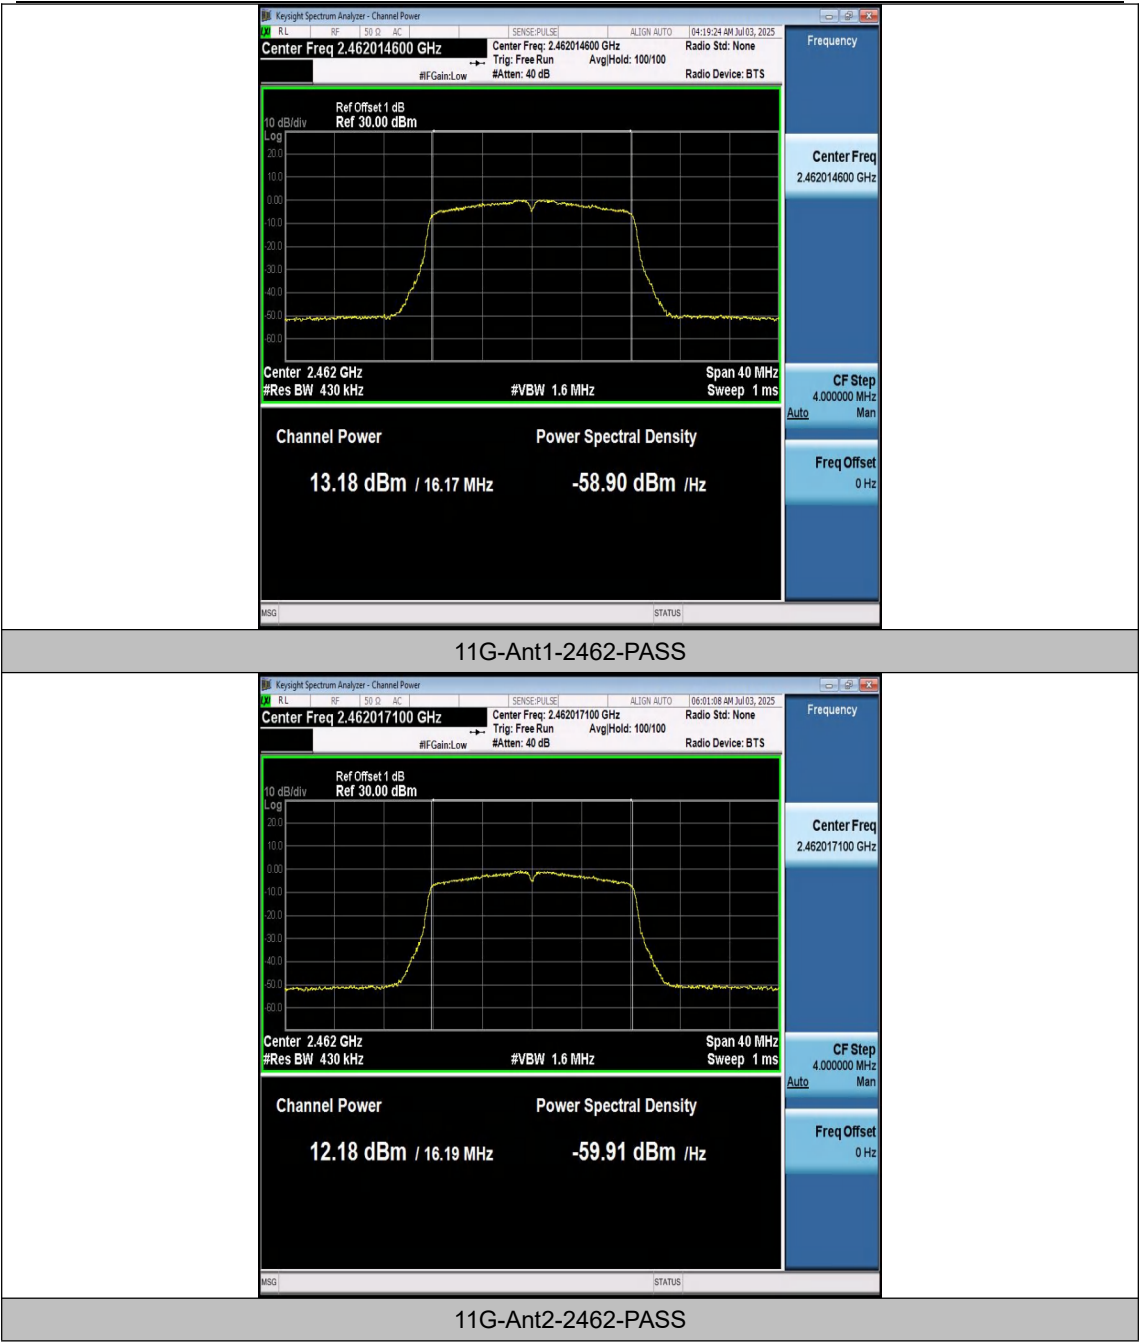 Keysight Spectrum Analyzer - Channel Power
RL RF 50 Ω AC SENSE:PULSE ALIGN AUTO 04:19:24 AM Jul 03, 2025
Center Freq 2.462014600 GHz
Center Freq: 2.462014600 GHz
Radio Std: None
Trig: Free Run Avg|Hold: 100/100
#IFGain:Low
#Atten: 40 dB
Radio Device: BTS
Frequency
Ref Offset 1 dB
10 dB/div Ref 30.00 dBm
Log
20.0
10.0
0.00
-10.0
-20.0
-30.0
-40.0
-50.0
-60.0
Center 2.462 GHz Span 40 MHz
#Res BW 430 kHz #VBW 1.6 MHz Sweep 1 ms
Center Freq
2.462014600 GHz
CF Step
4.000000 MHz
Auto Man
Freq Offset
0 Hz
Channel Power Power Spectral Density
13.18 dBm / 16.17 MHz -58.90 dBm /Hz
MSG STATUS
11G-Ant1-2462-PASS
Keysight Spectrum Analyzer - Channel Power
RL RF 50 Ω AC SENSE:PULSE ALIGN AUTO 06:01:08 AM Jul 03, 2025
Center Freq 2.462017100 GHz
Center Freq: 2.462017100 GHz
Radio Std: None
Trig: Free Run Avg|Hold: 100/100
#IFGain:Low
#Atten: 40 dB
Radio Device: BTS
Frequency
Ref Offset 1 dB
10 dB/div Ref 30.00 dBm
Log
20.0
10.0
0.00
-10.0
-20.0
-30.0
-40.0
-50.0
-60.0
Center 2.462 GHz Span 40 MHz
#Res BW 430 kHz #VBW 1.6 MHz Sweep 1 ms
Center Freq
2.462017100 GHz
CF Step
4.000000 MHz
Auto Man
Freq Offset
0 Hz
Channel Power Power Spectral Density
12.18 dBm / 16.19 MHz -59.91 dBm /Hz
MSG STATUS
11G-Ant2-2462-PASS